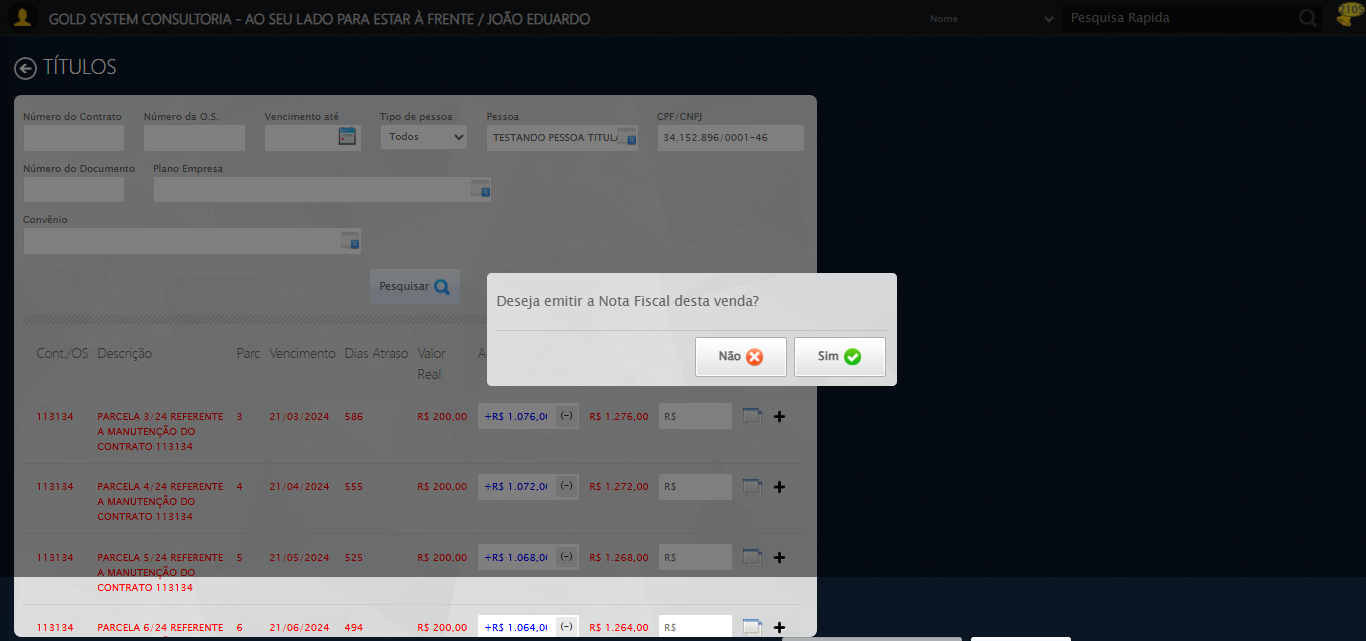 GOLD SYSTEM CONSULTORIA - AO SEU LADO PARA ESTAR À FRENTE / JOÃO EDUARDO
Nome
Pesquisa Rapida
2105
TÍTULOS
Número do Contrato Número da O.S. Vencimento até Tipo de pessoa Pessoa CPF/CNPJ
Todos TESTANDO PESSOA TITUL 34.152.896/0001-46
Número do Documento Plano Empresa
Convênio
Pesquisar
Deseja emitir a Nota Fiscal desta venda?
Não Sim
Cont./OS Descrição Parc Vencimento Dias Atraso Valor
Real
113134 PARCELA 3/24 REFERENTE 3 21/03/2024 586 R$ 200,00 +R$ 1.076,00 (-) R$ 1.276,00 R$
A MANUTENÇÃO DO
CONTRATO 113134
113134 PARCELA 4/24 REFERENTE 4 21/04/2024 555 R$ 200,00 +R$ 1.072,00 (-) R$ 1.272,00 R$
A MANUTENÇÃO DO
CONTRATO 113134
113134 PARCELA 5/24 REFERENTE 5 21/05/2024 525 R$ 200,00 +R$ 1.068,00 (-) R$ 1.268,00 R$
A MANUTENÇÃO DO
CONTRATO 113134
113134 PARCELA 6/24 REFERENTE 6 21/06/2024 494 R$ 200,00 +R$ 1.064,00 (-) R$ 1.264,00 R$